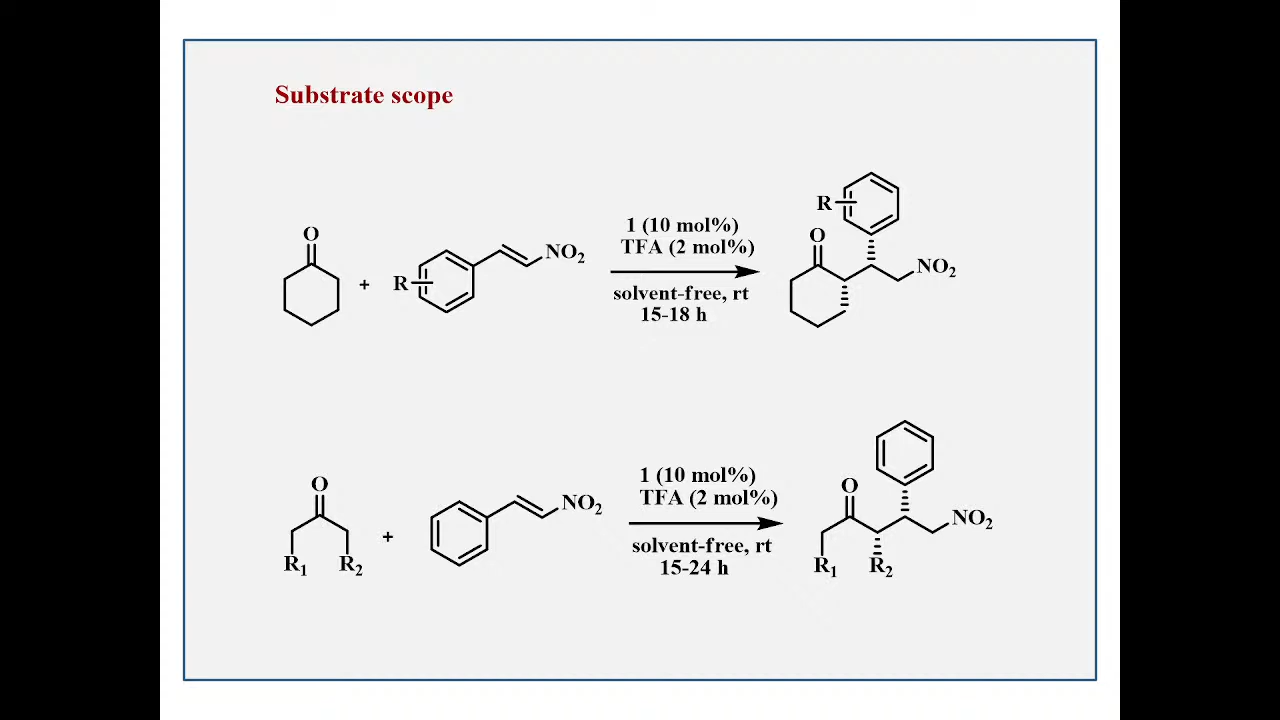 Substrate scope
O
+
R
NO₂
1 (10 mol%)
TFA (2 mol%)
solvent-free, rt
15-18 h
R
O
NO₂
O
R₁
R₂
+
NO₂
1 (10 mol%)
TFA (2 mol%)
solvent-free, rt
15-24 h
O
NO₂
R₁
R₂